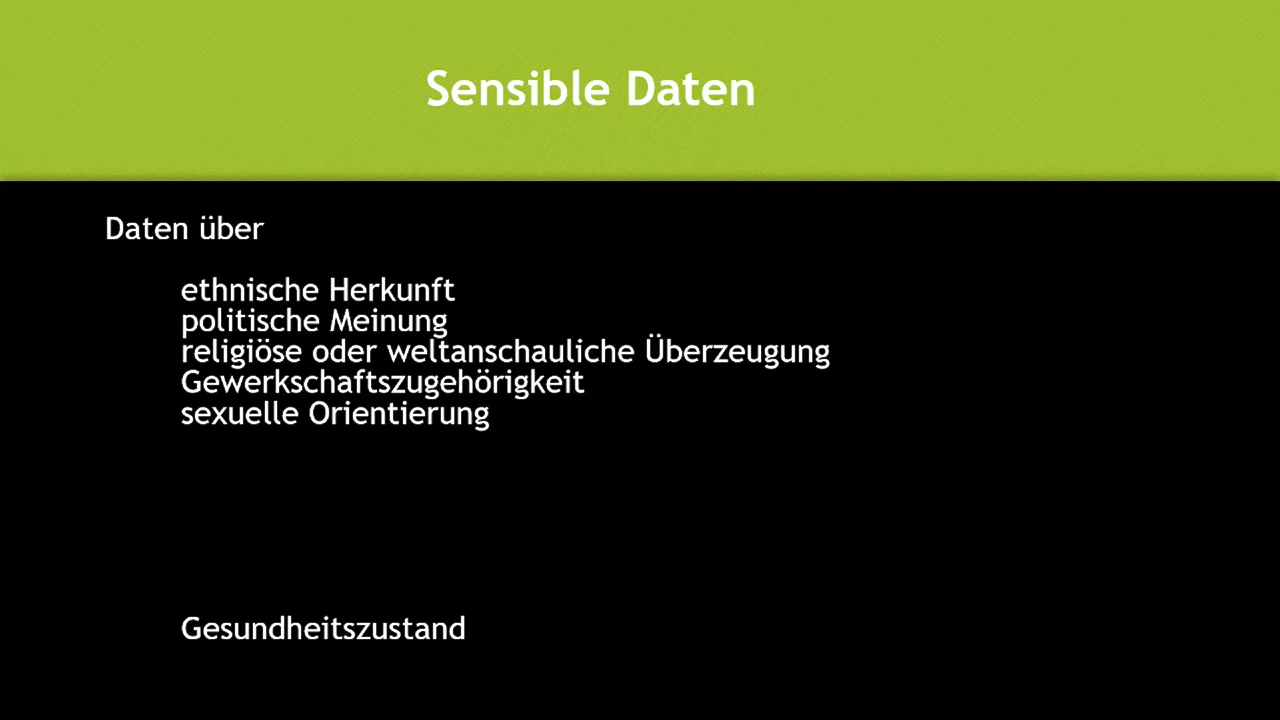 Sensible Daten
Daten über
ethnische Herkunft
politische Meinung
religiöse oder weltanschauliche Überzeugung
Gewerkschaftszugehörigkeit
sexuelle Orientierung
Gesundheitszustand